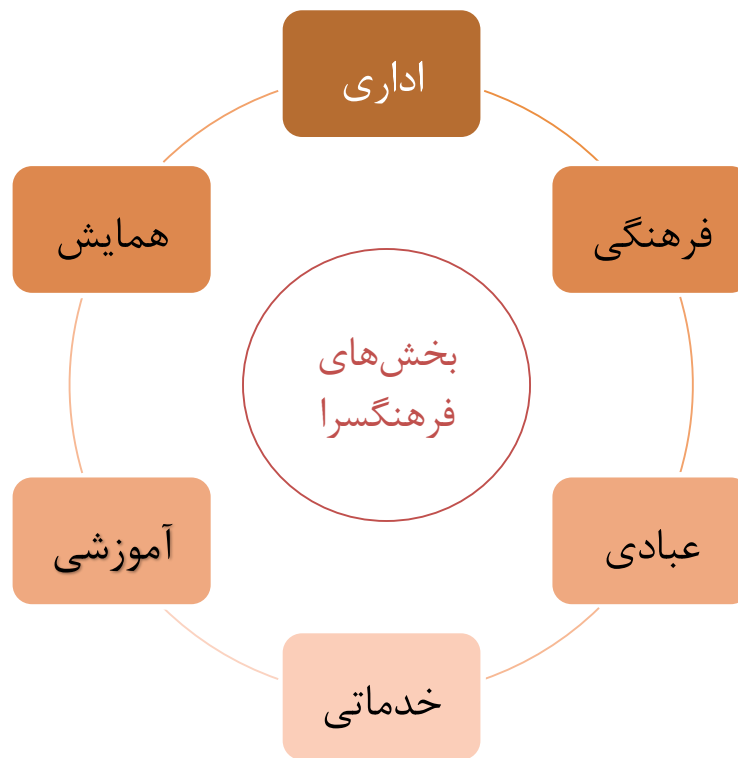 اداری
فرهنگی
همایش
بخش‌های
فرهنگسرا
عبادی
آموزشی
خدماتی